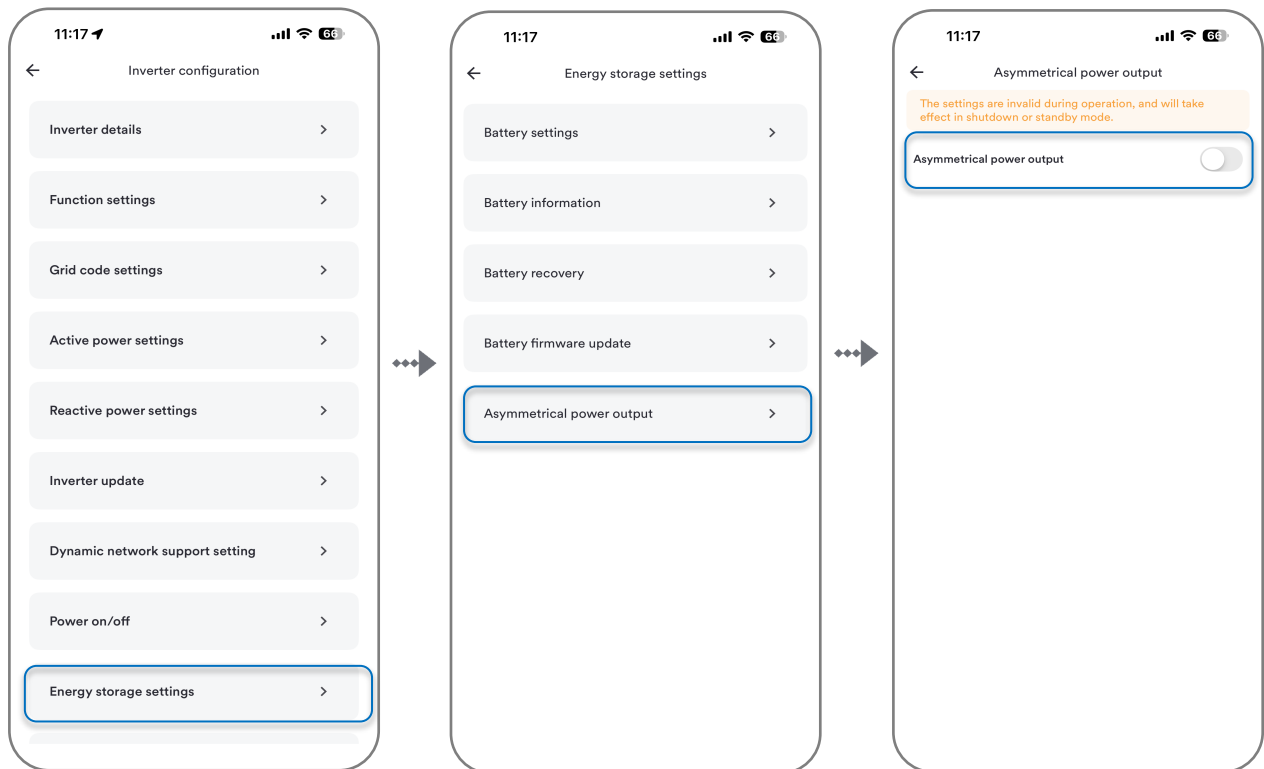 11:17
66
Inverter configuration
Inverter details
Function settings
Grid code settings
Active power settings
Reactive power settings
Inverter update
Dynamic network support setting
Power on/off
Energy storage settings
11:17
66
Energy storage settings
Battery settings
Battery information
Battery recovery
Battery firmware update
Asymmetrical power output
11:17
66
Asymmetrical power output
The settings are invalid during operation, and will take
effect in shutdown or standby mode.
Asymmetrical power output